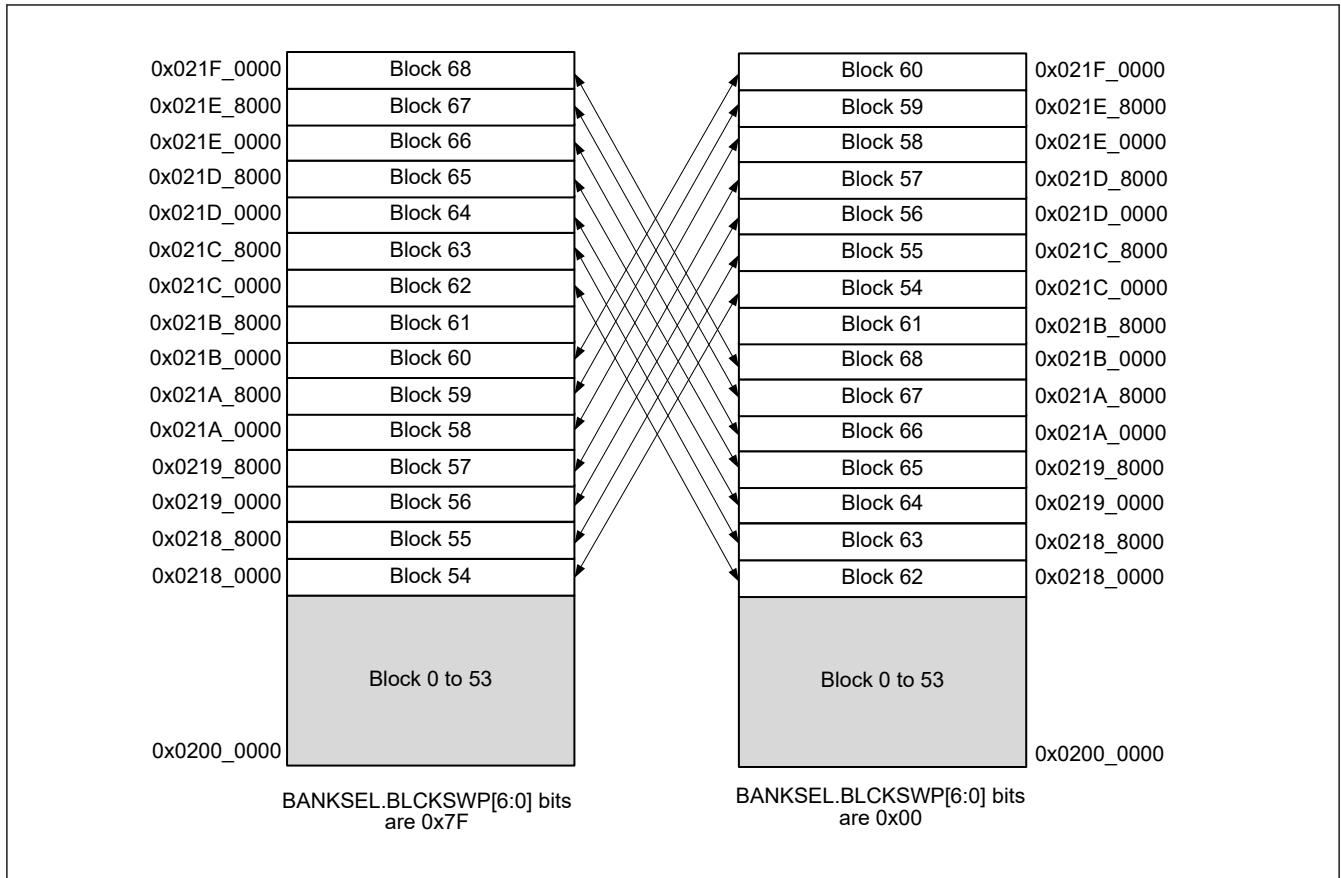 0x021F_0000 Block 68 Block 60 0x021F_0000
0x021E_8000 Block 67 Block 59 0x021E_8000
0x021E_0000 Block 66 Block 58 0x021E_0000
0x021D_8000 Block 65 Block 57 0x021D_8000
0x021D_0000 Block 64 Block 56 0x021D_0000
0x021C_8000 Block 63 Block 55 0x021C_8000
0x021C_0000 Block 62 Block 54 0x021C_0000
0x021B_8000 Block 61 Block 61 0x021B_8000
0x021B_0000 Block 60 Block 68 0x021B_0000
0x021A_8000 Block 59 Block 67 0x021A_8000
0x021A_0000 Block 58 Block 66 0x021A_0000
0x0219_8000 Block 57 Block 65 0x0219_8000
0x0219_0000 Block 56 Block 64 0x0219_0000
0x0218_8000 Block 55 Block 63 0x0218_8000
0x0218_0000 Block 54 Block 62 0x0218_0000
Block 0 to 53 Block 0 to 53
0x0200_0000 0x0200_0000
BANKSEL.BLCKSWP[6:0] bits BANKSEL.BLCKSWP[6:0] bits
are 0x7F are 0x00